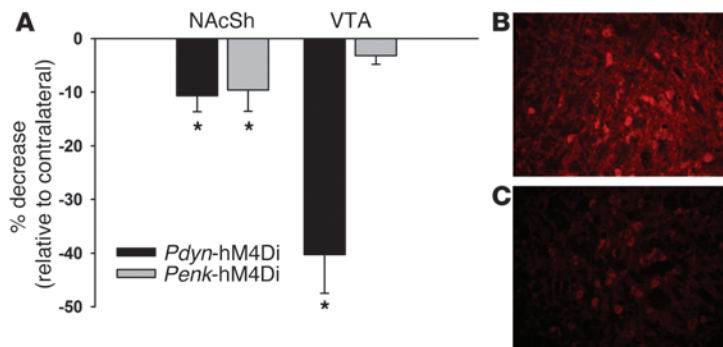 A
NAcSh VTA
B
0
-10
-20
-30
-40
-50
% decrease
(relative to contralateral)
* *
*
Pdyn-hM4Di
Penk-hM4Di
C